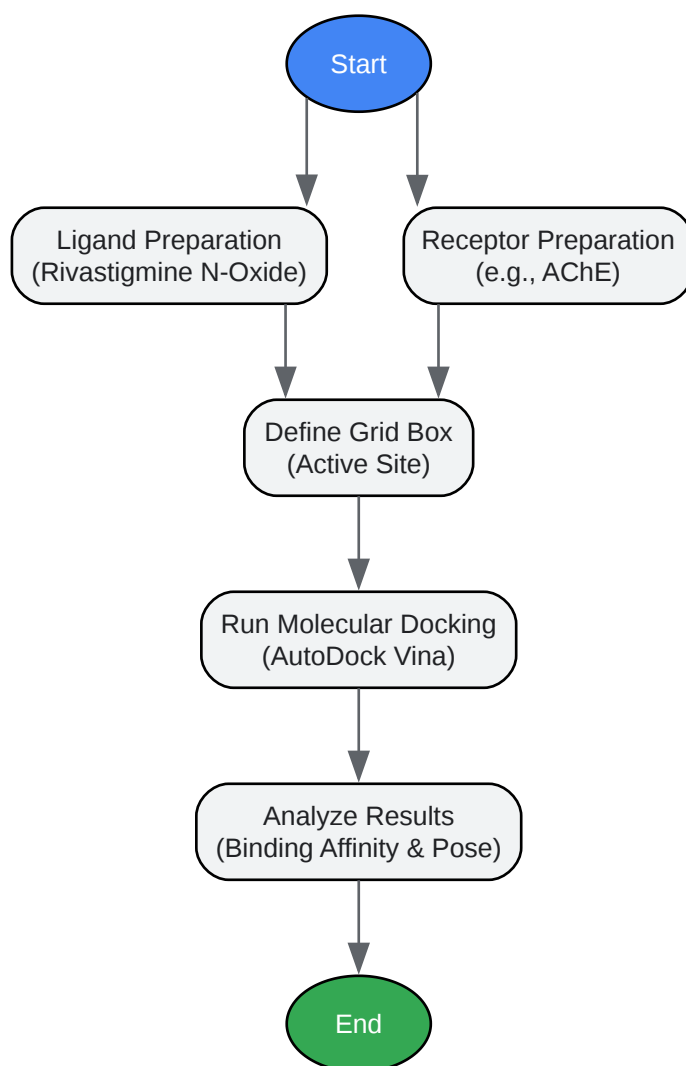 Start
Ligand Preparation
(Rivastigmine N-Oxide)
Receptor Preparation
(e.g., AChE)
Define Grid Box
(Active Site)
Run Molecular Docking
(AutoDock Vina)
Analyze Results
(Binding Affinity & Pose)
End